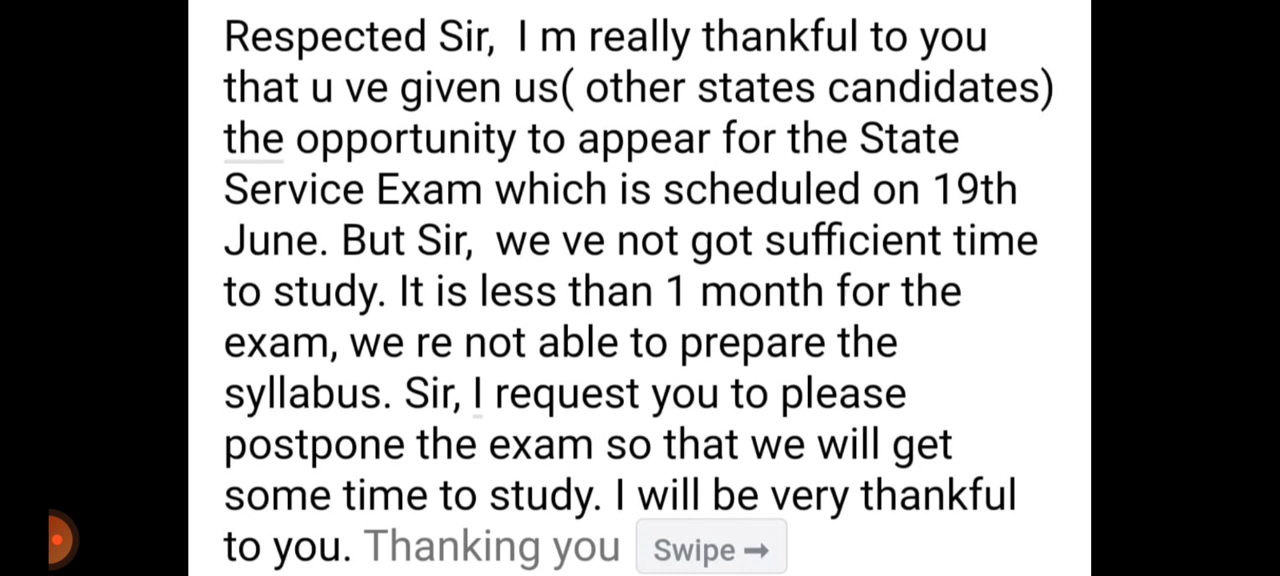 Respected Sir,  I m really thankful to you
that u ve given us( other states candidates)
the opportunity to appear for the State
Service Exam which is scheduled on 19th
June. But Sir,  we ve not got sufficient time
to study. It is less than 1 month for the
exam, we re not able to prepare the
syllabus. Sir, I request you to please
postpone the exam so that we will get
some time to study. I will be very thankful
to you. Thanking you Swipe →